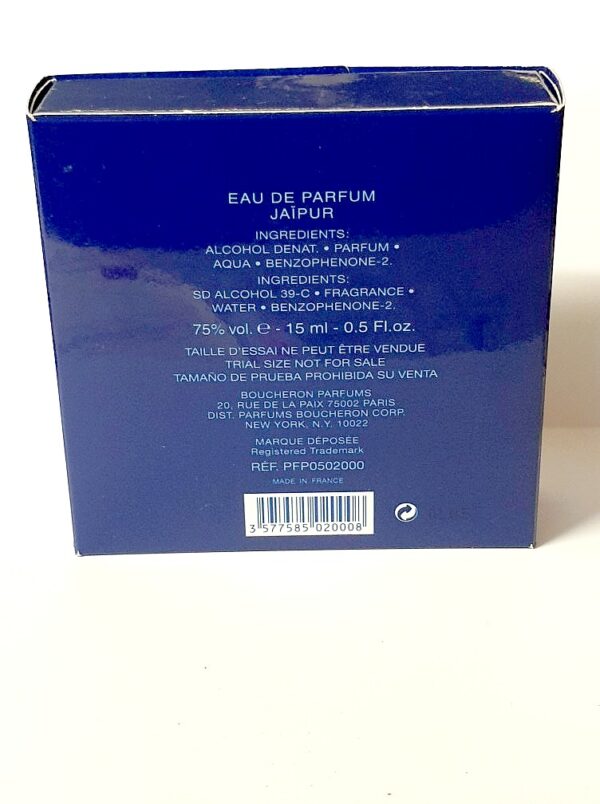 EAU DE PARFUM
JAÏPUR
INGREDIENTS:
ALCOHOL DENAT. • PARFUM •
AQUA • BENZOPHENONE-2.
INGREDIENTS:
SD ALCOHOL 39-C • FRAGRANCE •
WATER • BENZOPHENONE-2.
75% vol. ℮ - 15 ml - 0.5 Fl.oz.
TAILLE D'ESSAI NE PEUT ÊTRE VENDUE
TRIAL SIZE NOT FOR SALE
TAMAÑO DE PRUEBA PROHIBIDA SU VENTA
BOUCHERON PARFUMS
20, RUE DE LA PAIX 75002 PARIS
DIST. PARFUMS BOUCHERON CORP.
NEW YORK, N.Y. 10022
MARQUE DÉPOSÉE
Registered Trademark
RÉF. PFP0502000
MADE IN FRANCE
3 577585 020008